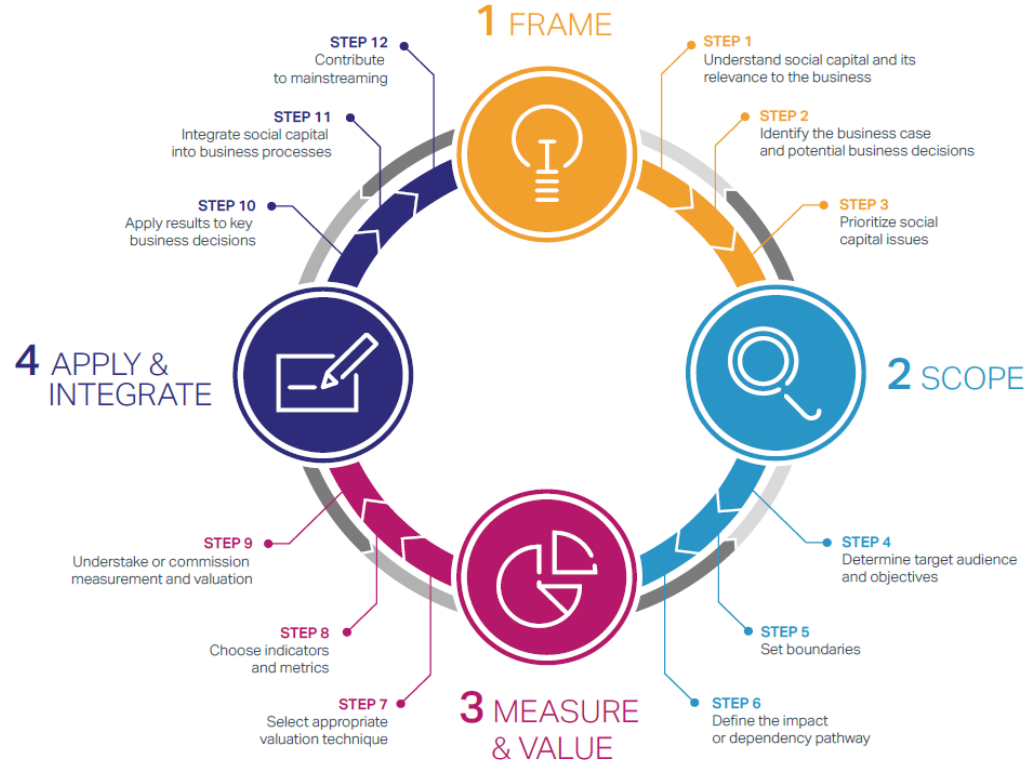 1 FRAME
STEP 1
Understand social capital and its
relevance to the business
STEP 2
Identify the business case
and potential business decisions
STEP 3
Prioritize social
capital issues
2 SCOPE
STEP 4
Determine target audience
and objectives
STEP 5
Set boundaries
STEP 6
Define the impact
or dependency pathway
3 MEASURE
& VALUE
STEP 7
Select appropriate
valuation technique
STEP 8
Choose indicators
and metrics
STEP 9
Understake or commission
measurement and valuation
4 APPLY &
INTEGRATE
STEP 10
Apply results to key
business decisions
STEP 11
Integrate social capital
into business processes
STEP 12
Contribute
to mainstreaming